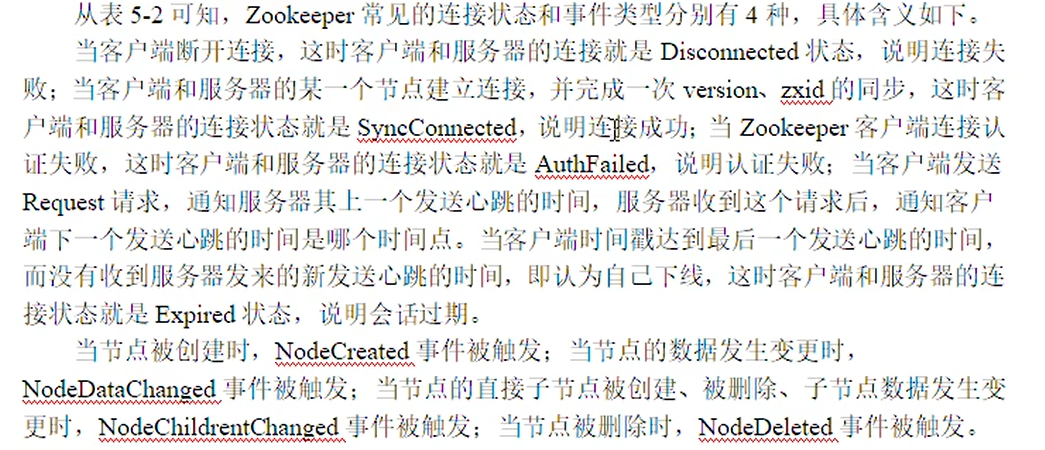 从表 5-2 可知，Zookeeper 常见的连接状态和事件类型分别有 4 种，具体含义如下。
当客户端断开连接，这时客户端和服务器的连接就是 Disconnected 状态，说明连接失
败；当客户端和服务器的某一个节点建立连接，并完成一次 version、zxid 的同步，这时客
户端和服务器的连接状态就是 SyncConnected，说明连接成功；当 Zookeeper 客户端连接认
证失败，这时客户端和服务器的连接状态就是 AuthFailed，说明认证失败；当客户端发送
Request 请求，通知服务器其上一个发送心跳的时间，服务器收到这个请求后，通知客户
端下一个发送心跳的时间是哪个时间点。当客户端时间戳达到最后一个发送心跳的时间，
而没有收到服务器发来的新发送心跳的时间，即认为自己下线，这时客户端和服务器的连
接状态就是 Expired 状态，说明会话过期。
当节点被创建时，NodeCreated 事件被触发；当节点的数据发生变更时，
NodeDataChanged 事件被触发；当节点的直接子节点被创建、被删除、子节点数据发生变
更时，NodeChildrentChanged 事件被触发；当节点被删除时，NodeDeleted 事件被触发。